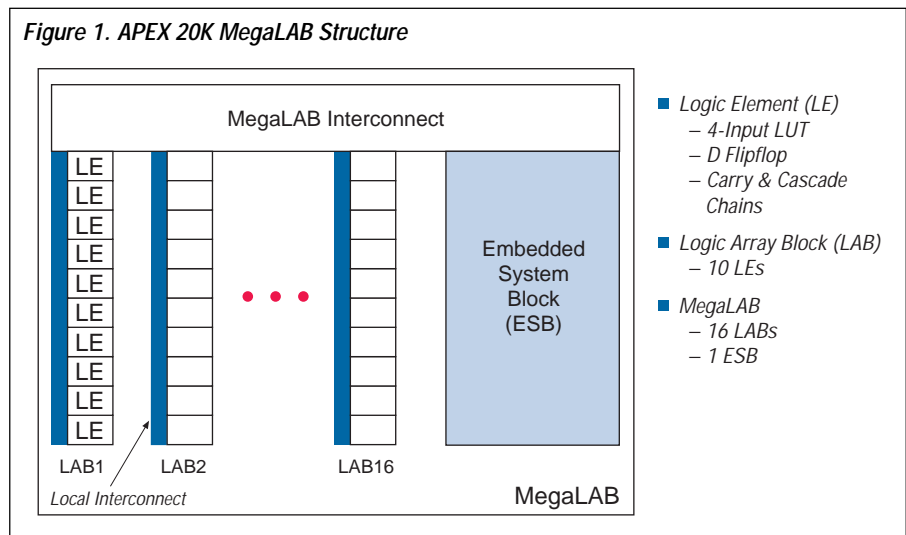 Figure 1. APEX 20K MegaLAB Structure
MegaLAB Interconnect
LE
LE
LE
LE
LE
LE
LE
LE
LE
LE
Embedded
System
Block
(ESB)
LAB1
LAB2
LAB16
Local Interconnect
MegaLAB
Logic Element (LE)
– 4-Input LUT
– D Flipflop
– Carry & Cascade
Chains
Logic Array Block (LAB)
– 10 LEs
MegaLAB
– 16 LABs
– 1 ESB